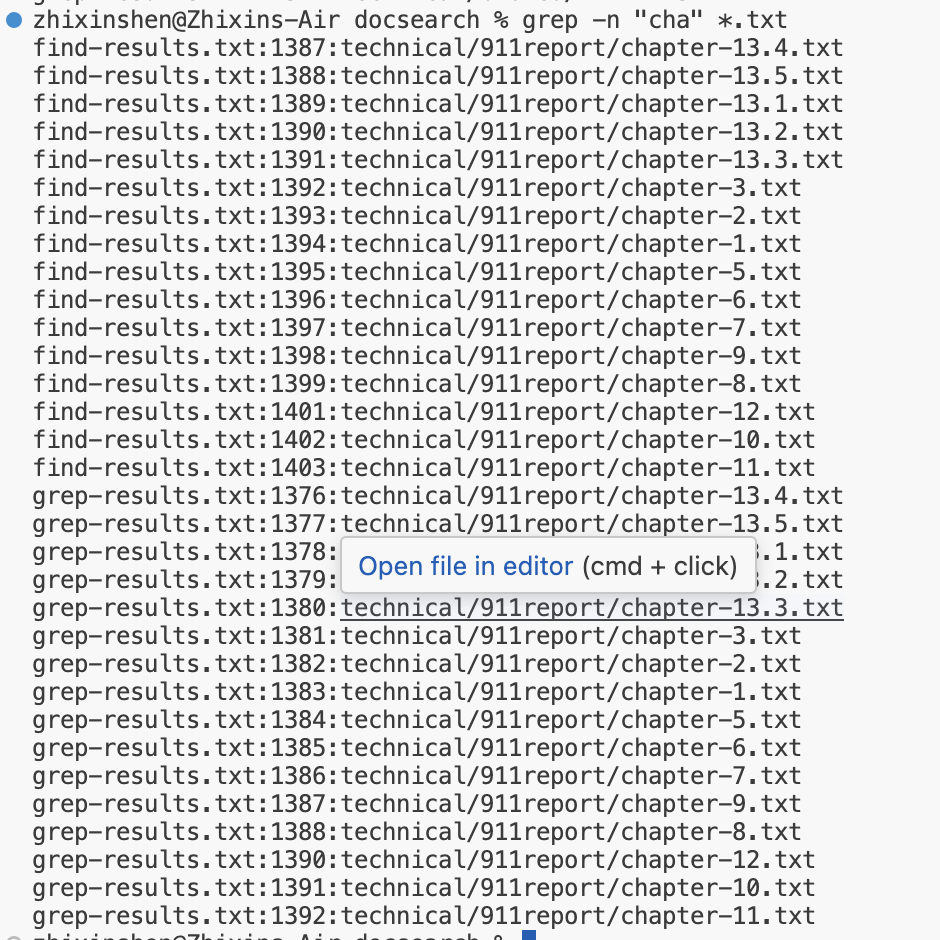 zhixinshen@Zhixins-Air docsearch % grep -n "cha" *.txt
find-results.txt:1387:technical/911report/chapter-13.4.txt
find-results.txt:1388:technical/911report/chapter-13.5.txt
find-results.txt:1389:technical/911report/chapter-13.1.txt
find-results.txt:1390:technical/911report/chapter-13.2.txt
find-results.txt:1391:technical/911report/chapter-13.3.txt
find-results.txt:1392:technical/911report/chapter-3.txt
find-results.txt:1393:technical/911report/chapter-2.txt
find-results.txt:1394:technical/911report/chapter-1.txt
find-results.txt:1395:technical/911report/chapter-5.txt
find-results.txt:1396:technical/911report/chapter-6.txt
find-results.txt:1397:technical/911report/chapter-7.txt
find-results.txt:1398:technical/911report/chapter-9.txt
find-results.txt:1399:technical/911report/chapter-8.txt
find-results.txt:1401:technical/911report/chapter-12.txt
find-results.txt:1402:technical/911report/chapter-10.txt
find-results.txt:1403:technical/911report/chapter-11.txt
grep-results.txt:1376:technical/911report/chapter-13.4.txt
grep-results.txt:1377:technical/911report/chapter-13.5.txt
grep-results.txt:1378: .1.txt
Open file in editor (cmd + click)
grep-results.txt:1379: .2.txt
grep-results.txt:1380:technical/911report/chapter-13.3.txt
grep-results.txt:1381:technical/911report/chapter-3.txt
grep-results.txt:1382:technical/911report/chapter-2.txt
grep-results.txt:1383:technical/911report/chapter-1.txt
grep-results.txt:1384:technical/911report/chapter-5.txt
grep-results.txt:1385:technical/911report/chapter-6.txt
grep-results.txt:1386:technical/911report/chapter-7.txt
grep-results.txt:1387:technical/911report/chapter-9.txt
grep-results.txt:1388:technical/911report/chapter-8.txt
grep-results.txt:1390:technical/911report/chapter-12.txt
grep-results.txt:1391:technical/911report/chapter-10.txt
grep-results.txt:1392:technical/911report/chapter-11.txt
zhixinshen@Zhixins-Air docsearch %